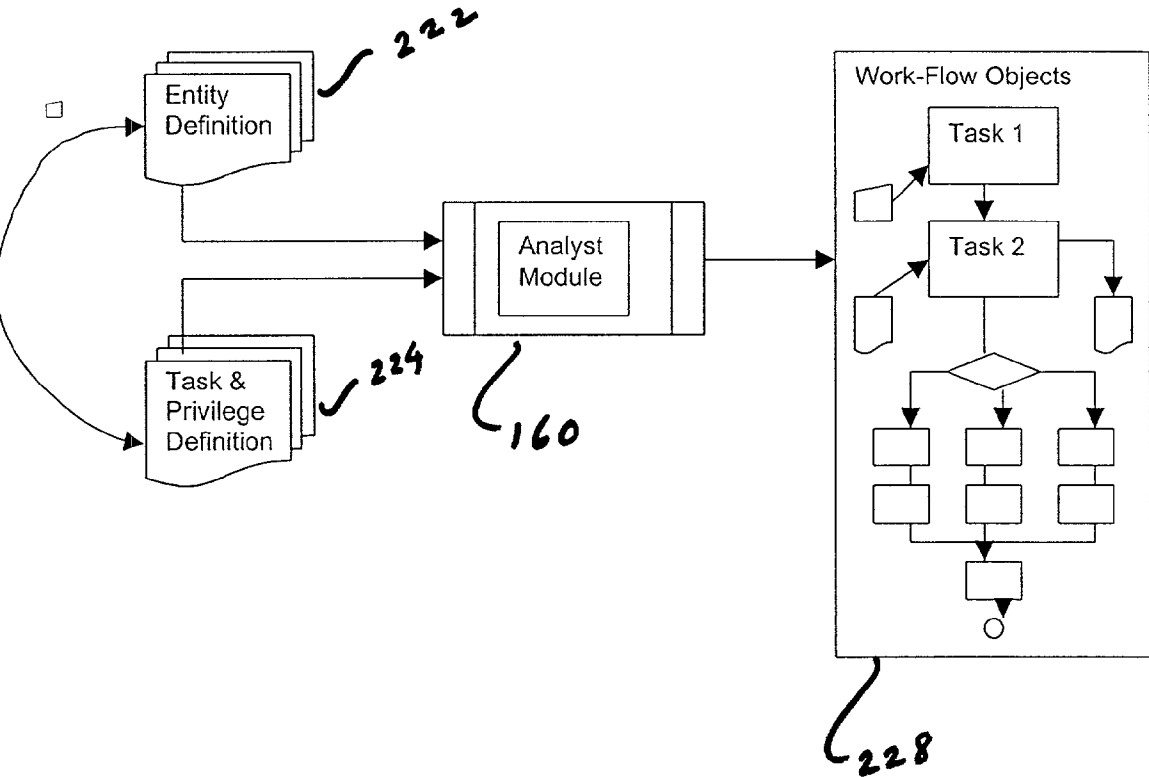 222
Entity
Definition
Work-Flow Objects
Task 1
Analyst
Module
Task 2
224
Task &
Privilege
Definition
160
228